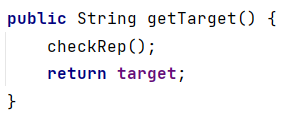 public String getTarget() {
    checkRep();
    return target;
}